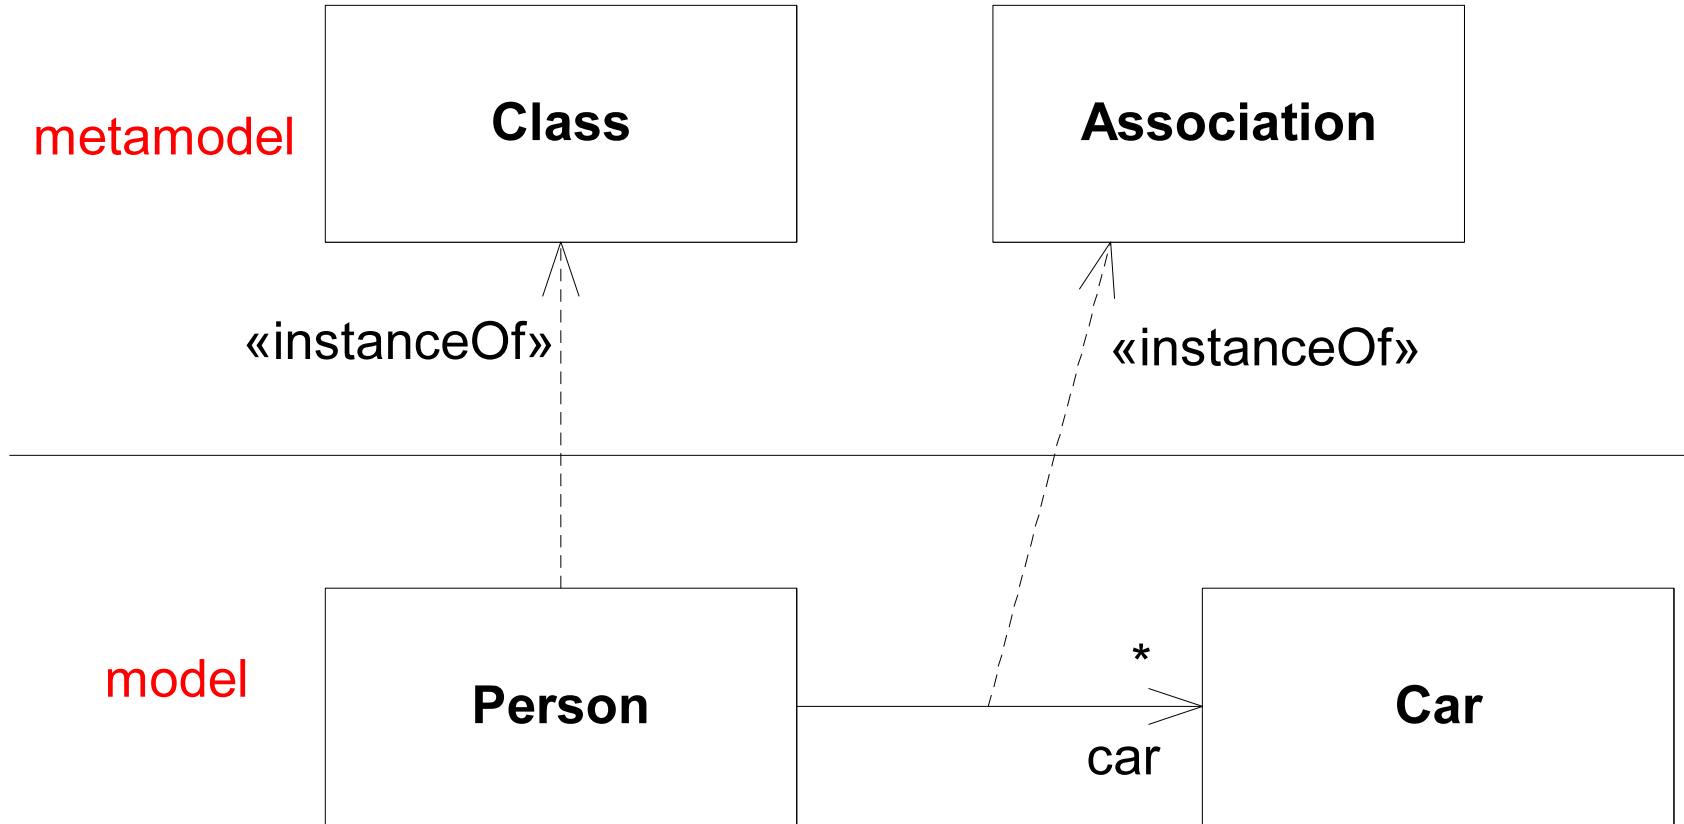 Class
Association
metamodel
«instanceOf»
«instanceOf»
*
model
Person
Car
car